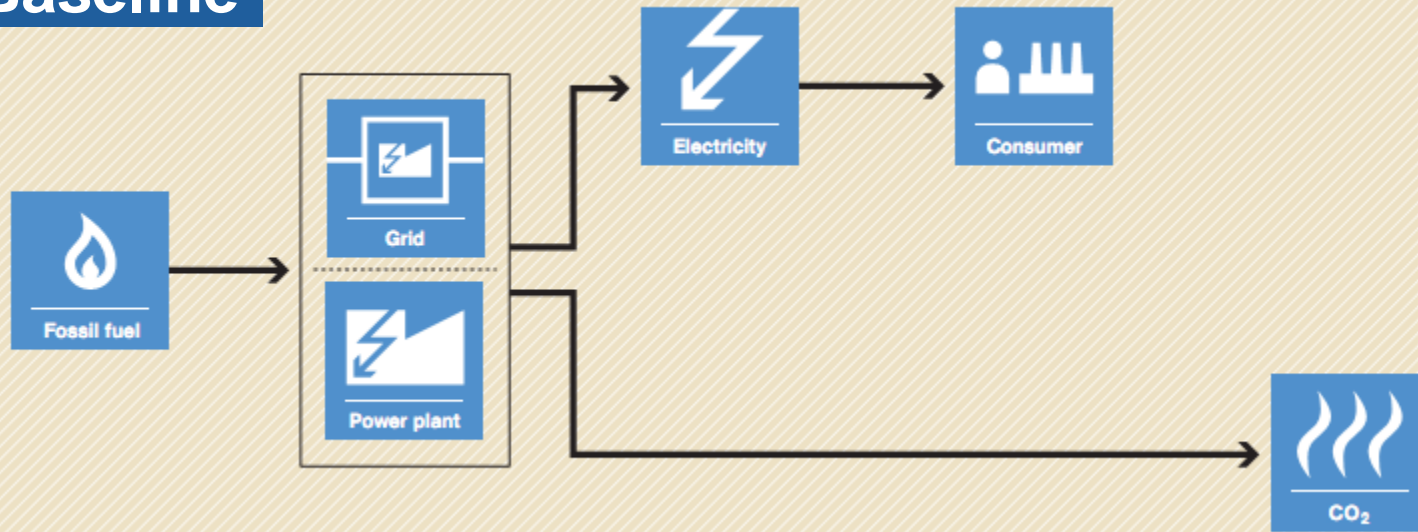 Baseline
Electricity
Consumer
Grid
Fossil fuel
Power plant
CO₂